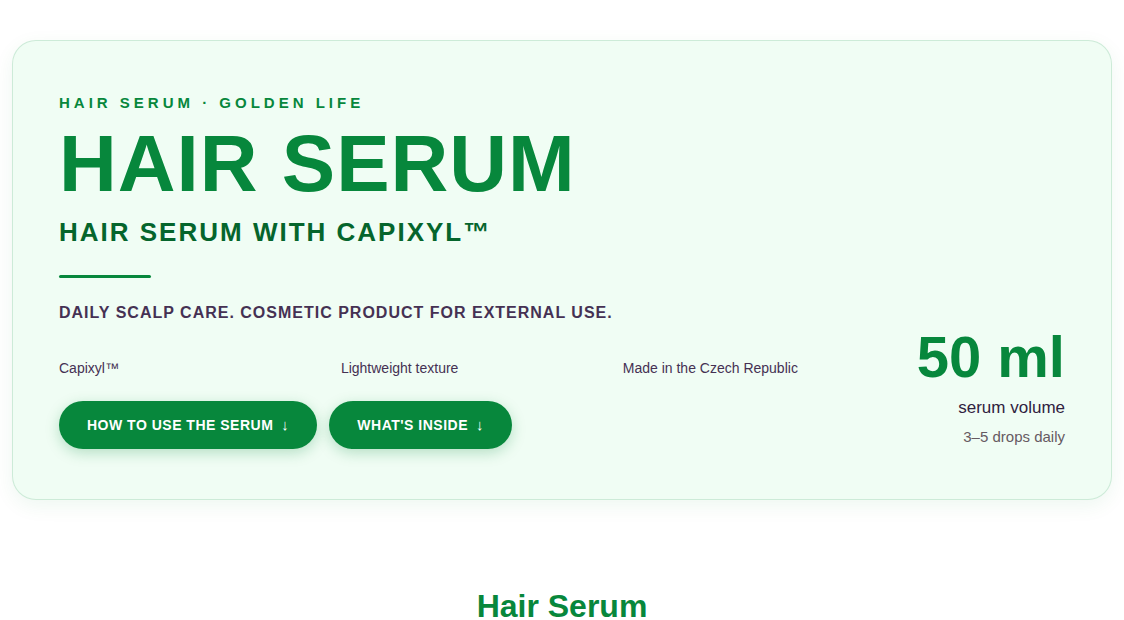 HAIR SERUM · GOLDEN LIFE
HAIR SERUM
HAIR SERUM WITH CAPIXYL™
DAILY SCALP CARE. COSMETIC PRODUCT FOR EXTERNAL USE.
Capixyl™
Lightweight texture
Made in the Czech Republic
HOW TO USE THE SERUM ↓
WHAT'S INSIDE ↓
50 ml
serum volume
3–5 drops daily
Hair Serum